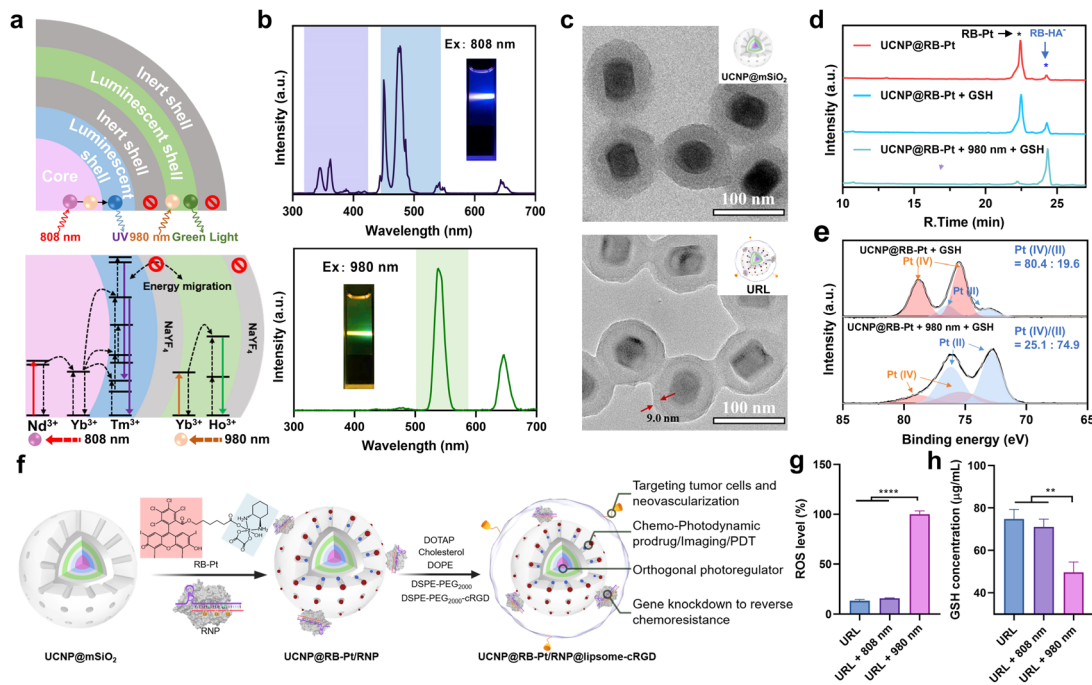 a
Inert shell
Luminescent shell
Inert shell
Luminescent
shell
Core
808 nm
UV
980 nm
Green Light
Energy migration
NaYF₄
NaYF₄
Nd³⁺
Yb³⁺
Tm³⁺
Yb³⁺
Ho³⁺
808 nm
980 nm
b
Intensity (a.u.)
Ex: 808 nm
300 400 500 600 700
Wavelength (nm)
Intensity (a.u.)
Ex: 980 nm
300 400 500 600 700
Wavelength (nm)
c
UCNP@mSiO₂
100 nm
URL
9.0 nm
100 nm
d
Intensity (a.u.)
RB-Pt
*
RB-HA⁻
*
UCNP@RB-Pt
UCNP@RB-Pt + GSH
UCNP@RB-Pt + 980 nm + GSH
10 15 20 25
R.Time (min)
e
Intensity (a.u.)
UCNP@RB-Pt + GSH
Pt (IV)
Pt (II)
Pt (IV)/(II)
= 80.4 : 19.6
UCNP@RB-Pt + 980 nm + GSH
Pt (II)
Pt (IV)
Pt (IV)/(II)
= 25.1 : 74.9
85 80 75 70 65
Binding energy (eV)
f
UCNP@mSiO₂
RB-Pt
RNP
UCNP@RB-Pt/RNP
DOTAP
Cholesterol
DOPE
DSPE-PEG₂₀₀₀
DSPE-PEG₂₀₀₀-cRGD
UCNP@RB-Pt/RNP@lipsome-cRGD
Targeting tumor cells and
neovascularization
Chemo-Photodynamic
prodrug/Imaging/PDT
Orthogonal photoregulator
Gene knockdown to reverse
chemoresistance
g
ROS level (%)
150
100
50
0
****
URL
URL + 808 nm
URL + 980 nm
h
GSH concentration (μg/mL)
100
80
60
40
**
URL
URL + 808 nm
URL + 980 nm